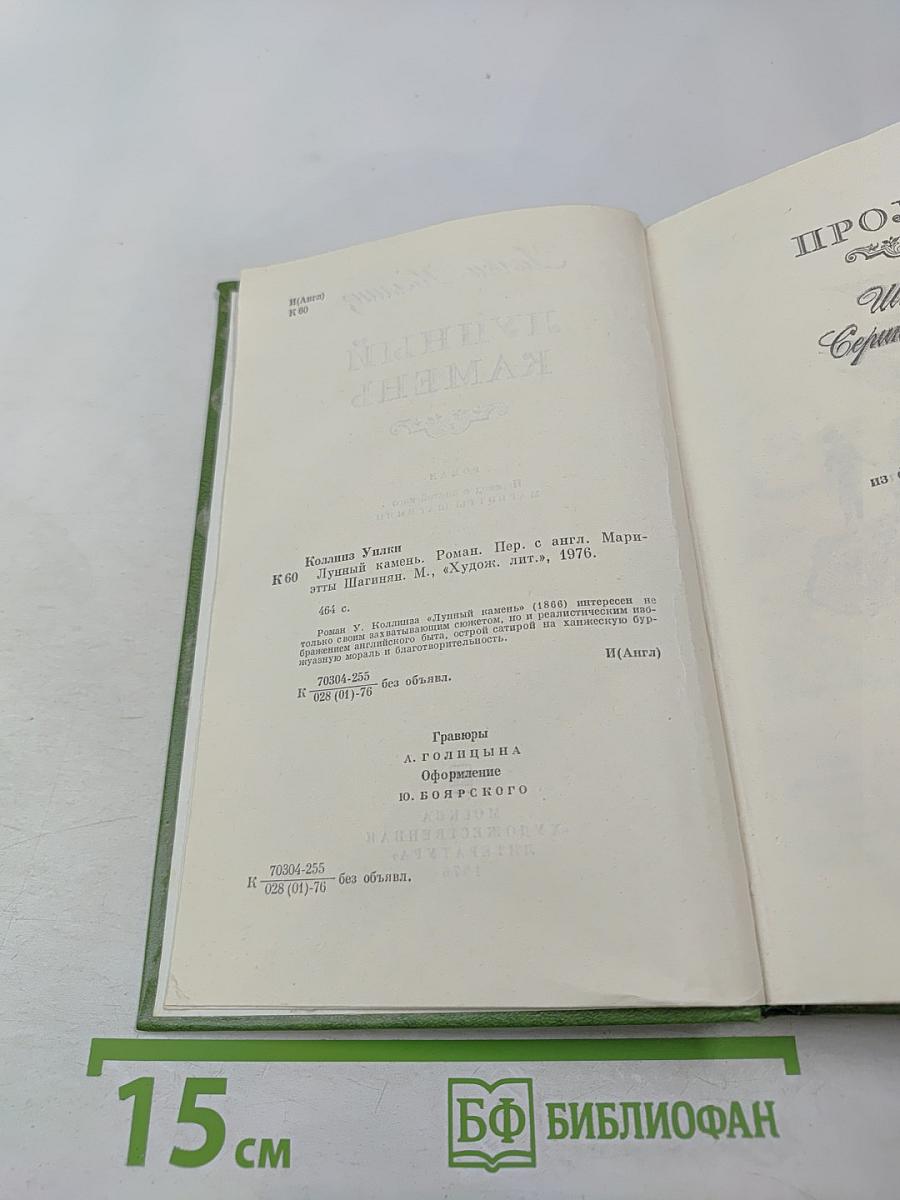 И(Англ)
К 60
Коллинз Уилки
К 60 Лунный камень. Роман. Пер. с англ. Мари-
этты Шагинян. М., «Худож. лит.», 1976.
464 с.
Роман У. Коллинза «Лунный камень» (1866) интересен не
только своим захватывающим сюжетом, но и реалистическим изо-
бражением английского быта, острой сатирой на ханжескую бур-
жуазную мораль и благотворительность.
И(Англ)
К 70304-255
028 (01)-76 без объявл.
Гравюры
А. ГОЛИЦЫНА
Оформление
Ю. БОЯРСКОГО
К 70304-255
028 (01)-76 без объявл.
из
15 см
БФ БИБЛИОФАН